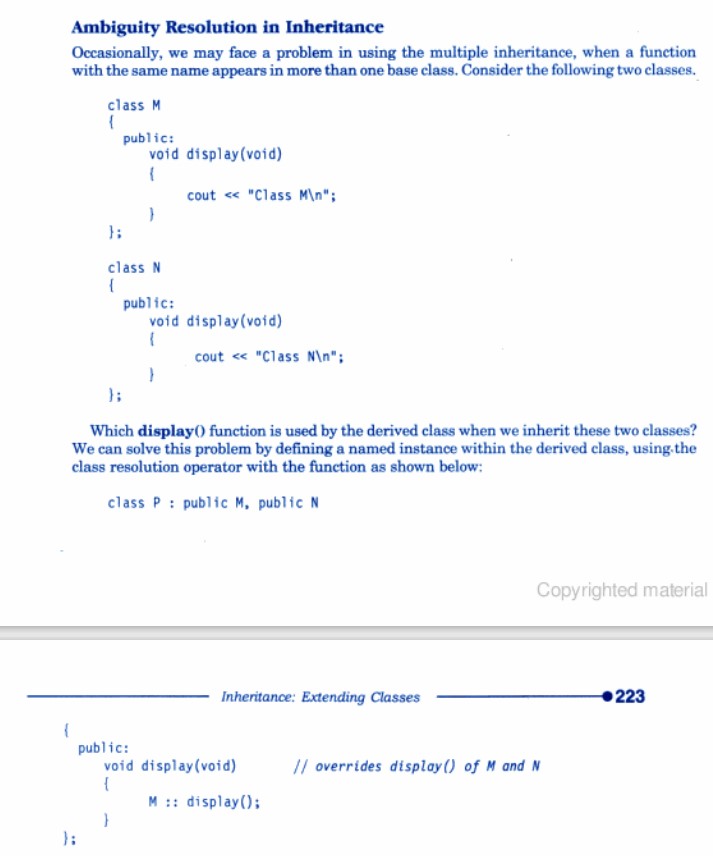 Ambiguity Resolution in Inheritance
Occasionally, we may face a problem in using the multiple inheritance, when a function
with the same name appears in more than one base class. Consider the following two classes.
class M
{
public:
void display(void)
{
cout << "Class M\n";
}
};
class N
{
public:
void display(void)
{
cout << "Class N\n";
}
};
Which display() function is used by the derived class when we inherit these two classes?
We can solve this problem by defining a named instance within the derived class, using the
class resolution operator with the function as shown below:
class P : public M, public N
Copyrighted material
Inheritance: Extending Classes 223
{
public:
void display(void) // overrides display() of M and N
{
M :: display();
}
};